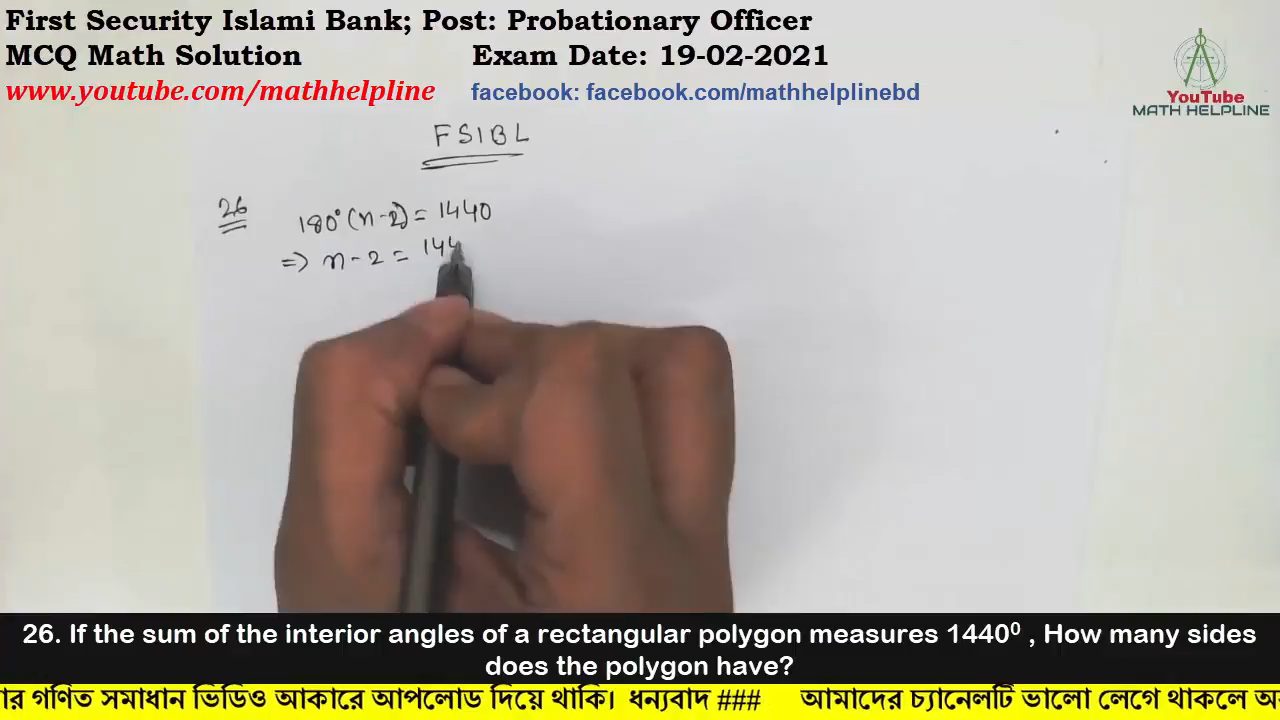 First Security Islami Bank; Post: Probationary Officer
MCQ Math Solution Exam Date: 19-02-2021
www.youtube.com/mathhelpline facebook: facebook.com/mathhelplinebd
YouTube
MATH HELPLINE
FSIBL
26 180°(n-2) = 1440
=> n-2 = 144
26. If the sum of the interior angles of a rectangular polygon measures 1440⁰ , How many sides
does the polygon have?
ার গণিত সমাধান ভিডিও আকারে আপলোড দিয়ে থাকি। ধন্যবাদ ### আমাদের চ্যানেলটি ভালো লেগে থাকলে অ